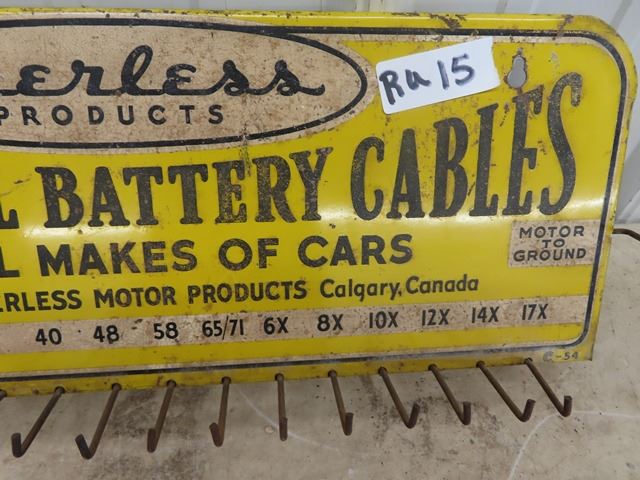 erless
Ra 15
PRODUCTS
L BATTERY CABLES
L MAKES OF CARS
MOTOR
TO
GROUND
ERLESS MOTOR PRODUCTS Calgary, Canada
40 48 58 65/71 6X 8X 10X 12X 14X 17X
C-54